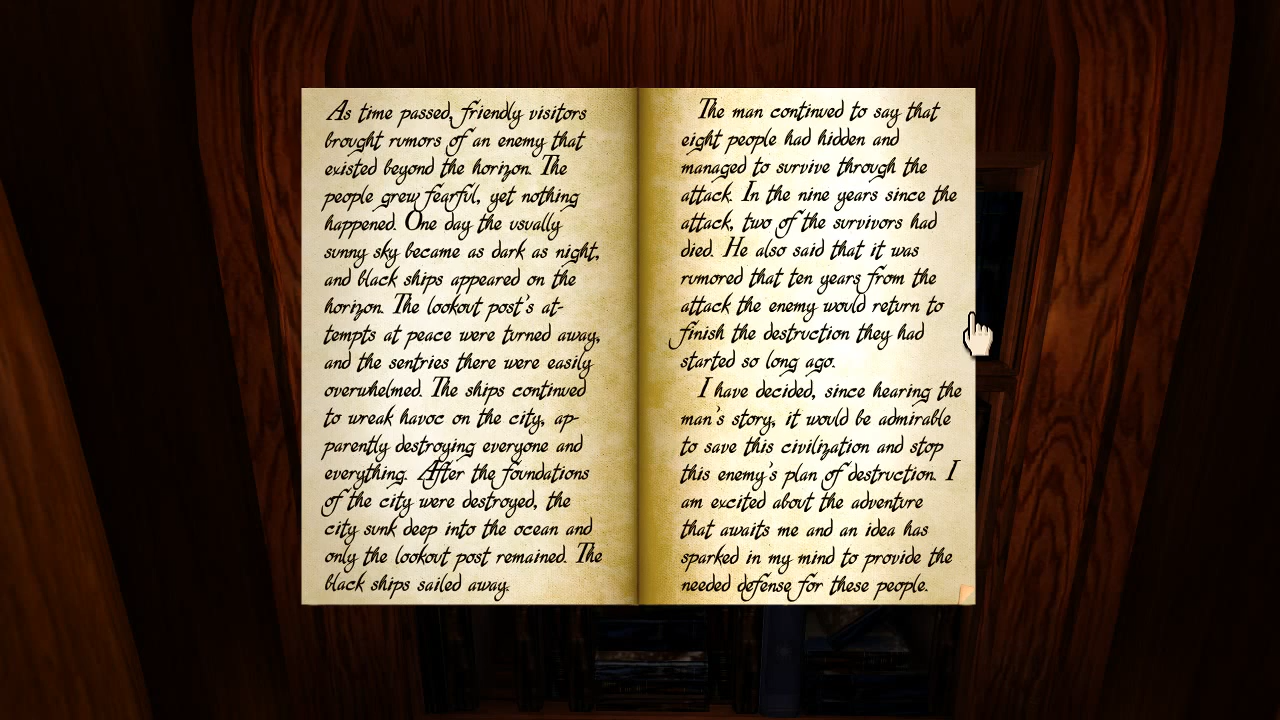 As time passed, friendly visitors
brought rumors of an enemy that
existed beyond the horizon. The
people grew fearful, yet nothing
happened. One day the usually
sunny sky became as dark as night,
and black ships appeared on the
horizon. The lookout post's at-
tempts at peace were turned away,
and the sentries there were easily
overwhelmed. The ships continued
to wreak havoc on the city, ap-
parently destroying everyone and
everything. After the foundations
of the city were destroyed, the
city sunk deep into the ocean and
only the lookout post remained. The
black ships sailed away.
The man continued to say that
eight people had hidden and
managed to survive through the
attack. In the nine years since the
attack, two of the survivors had
died. He also said that it was
rumored that ten years from the
attack the enemy would return to
finish the destruction they had
started so long ago.
I have decided, since hearing the
man's story, it would be admirable
to save this civilization and stop
this enemy's plan of destruction. I
am excited about the adventure
that awaits me and an idea has
sparked in my mind to provide the
needed defense for these people.